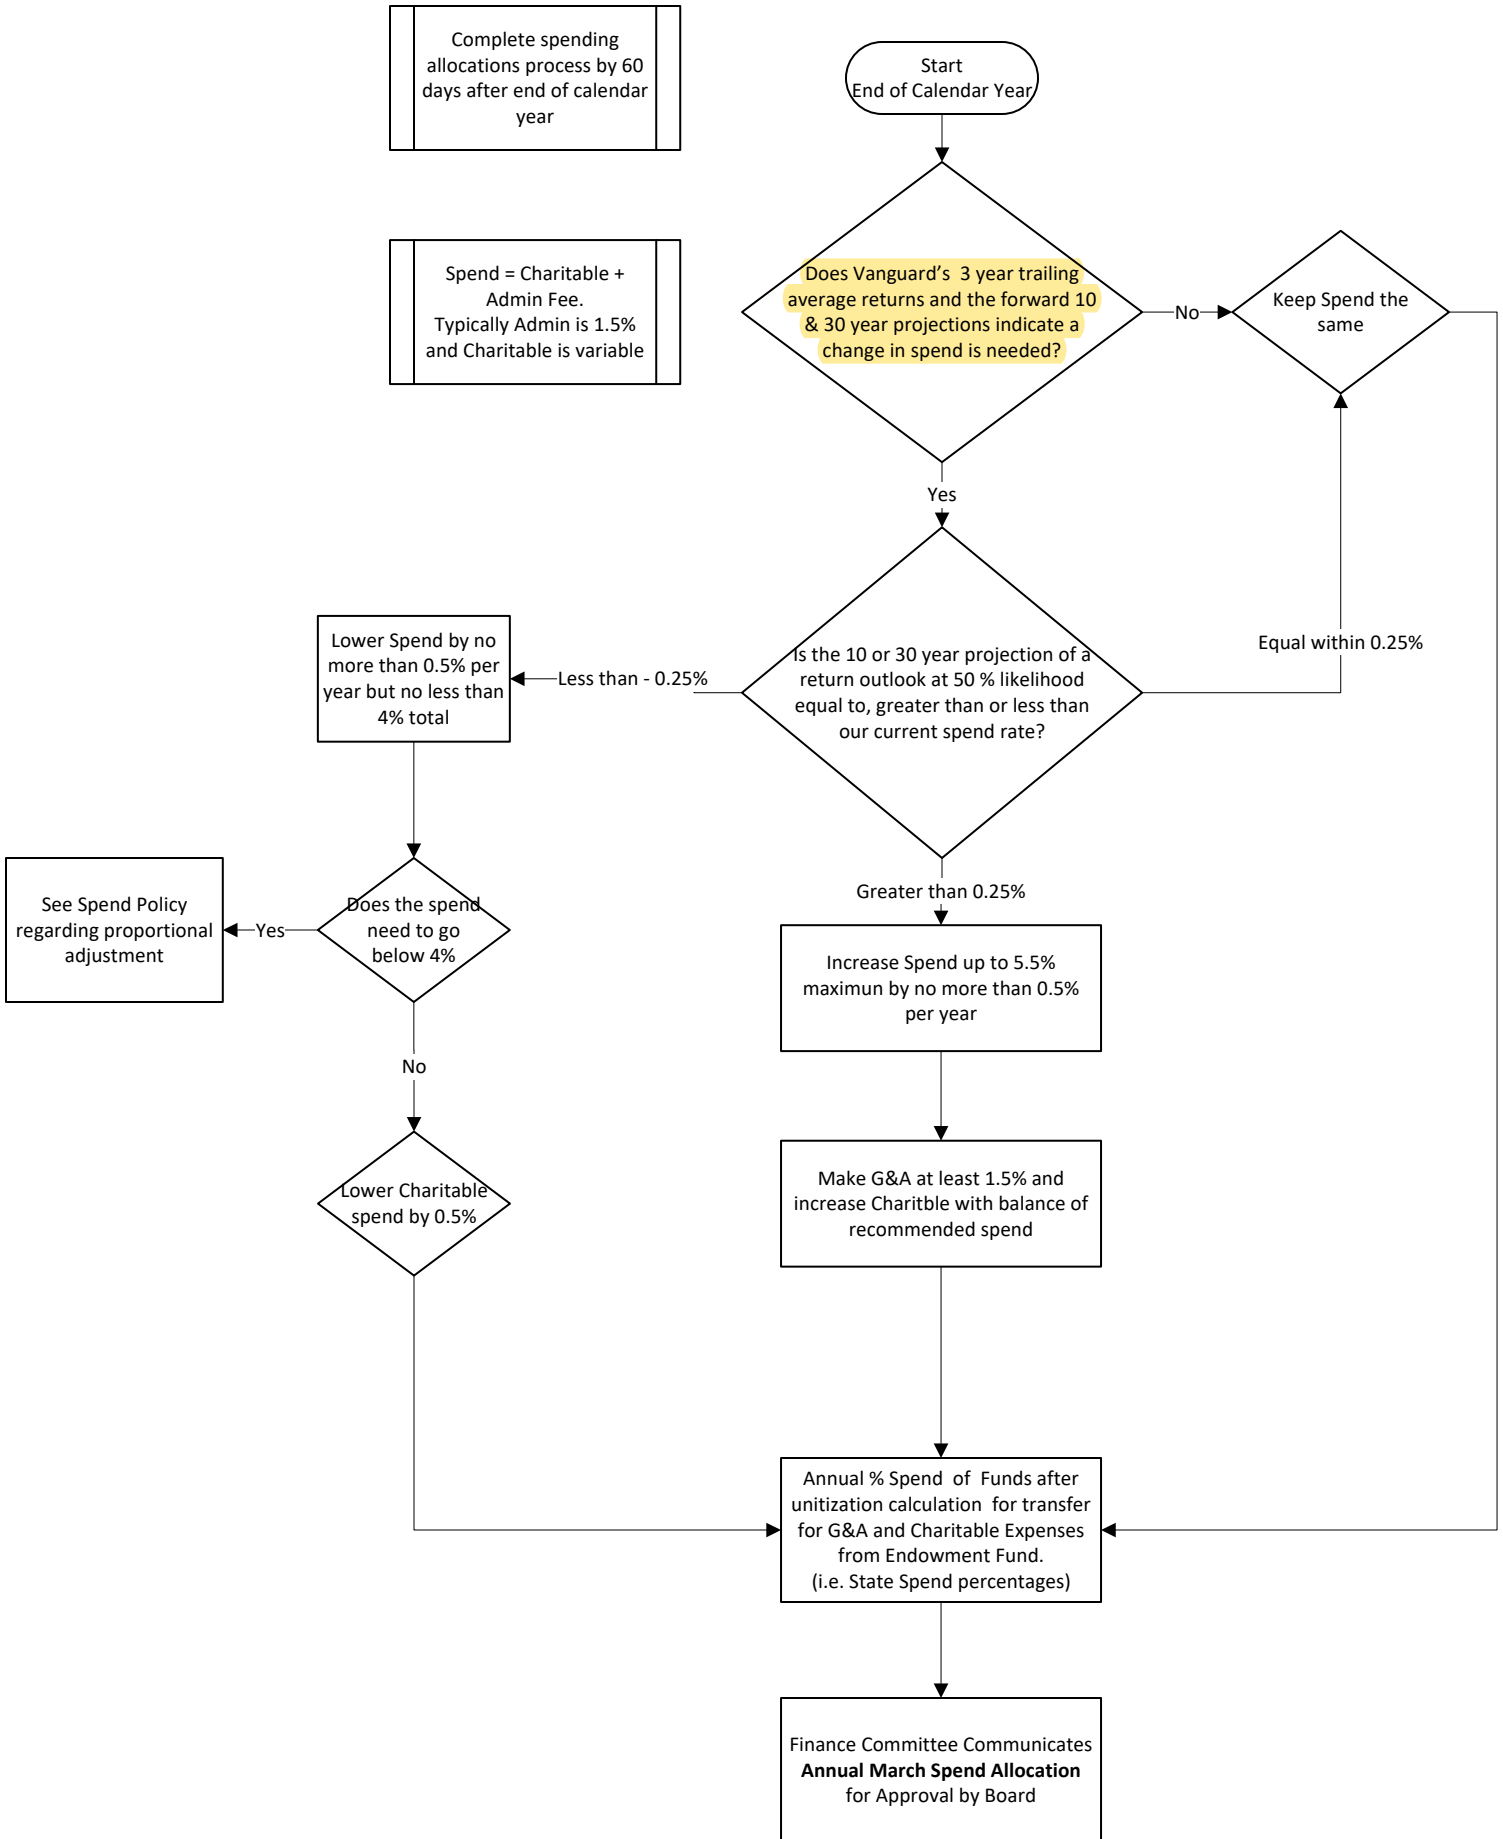 Complete spending
allocations process by 60
days after end of calendar
year
Start
End of Calendar Year
Spend = Charitable +
Admin Fee.
Typically Admin is 1.5%
and Charitable is variable
Does Vanguard's 3 year trailing
average returns and the forward 10
& 30 year projections indicate a
change in spend is needed?
No
Keep Spend the
same
Yes
Lower Spend by no
more than 0.5% per
year but no less than
4% total
Less than - 0.25%
Is the 10 or 30 year projection of a
return outlook at 50 % likelihood
equal to, greater than or less than
our current spend rate?
Equal within 0.25%
Greater than 0.25%
See Spend Policy
regarding proportional
adjustment
Yes
Does the spend
need to go
below 4%
Increase Spend up to 5.5%
maximun by no more than 0.5%
per year
No
Lower Charitable
spend by 0.5%
Make G&A at least 1.5% and
increase Charitble with balance of
recommended spend
Annual % Spend of Funds after
unitization calculation for transfer
for G&A and Charitable Expenses
from Endowment Fund.
(i.e. State Spend percentages)
Finance Committee Communicates
Annual March Spend Allocation
for Approval by Board